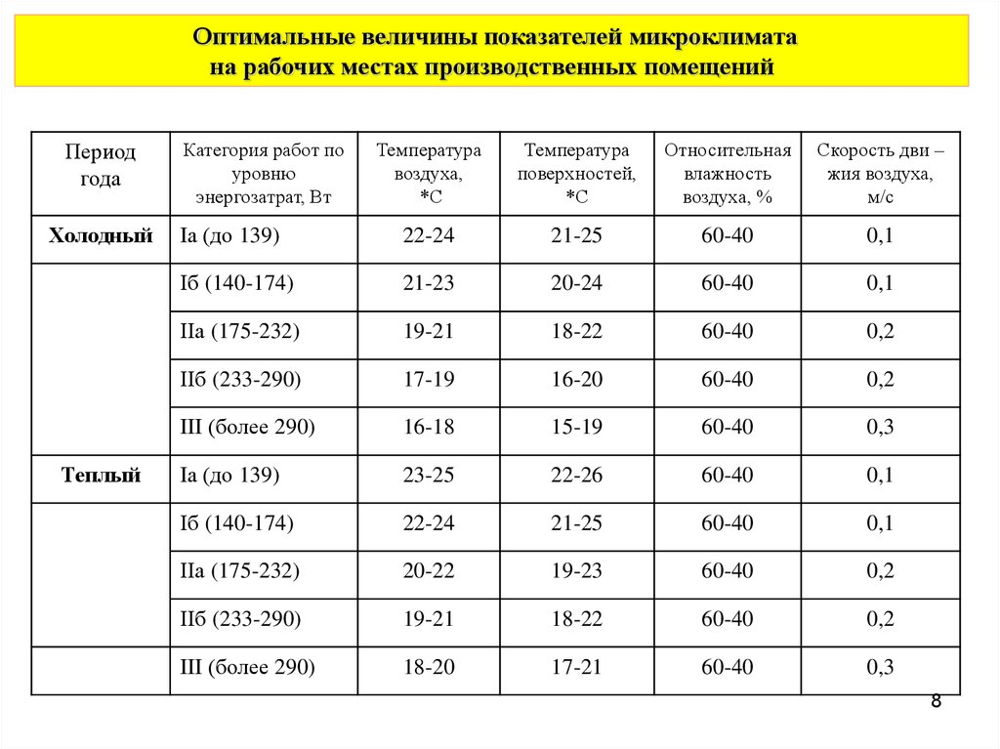 Оптимальные величины показателей микроклимата
на рабочих местах производственных помещений
Период
года
Категория работ по
уровню
энергозатрат, Вт
Температура
воздуха,
*С
Температура
поверхностей,
*С
Относительная
влажность
воздуха, %
Скорость дви –
жия воздуха,
м/с
Холодный Iа (до 139) 22-24 21-25 60-40 0,1
Iб (140-174) 21-23 20-24 60-40 0,1
IIа (175-232) 19-21 18-22 60-40 0,2
IIб (233-290) 17-19 16-20 60-40 0,2
III (более 290) 16-18 15-19 60-40 0,3
Теплый Iа (до 139) 23-25 22-26 60-40 0,1
Iб (140-174) 22-24 21-25 60-40 0,1
IIа (175-232) 20-22 19-23 60-40 0,2
IIб (233-290) 19-21 18-22 60-40 0,2
III (более 290) 18-20 17-21 60-40 0,3
8